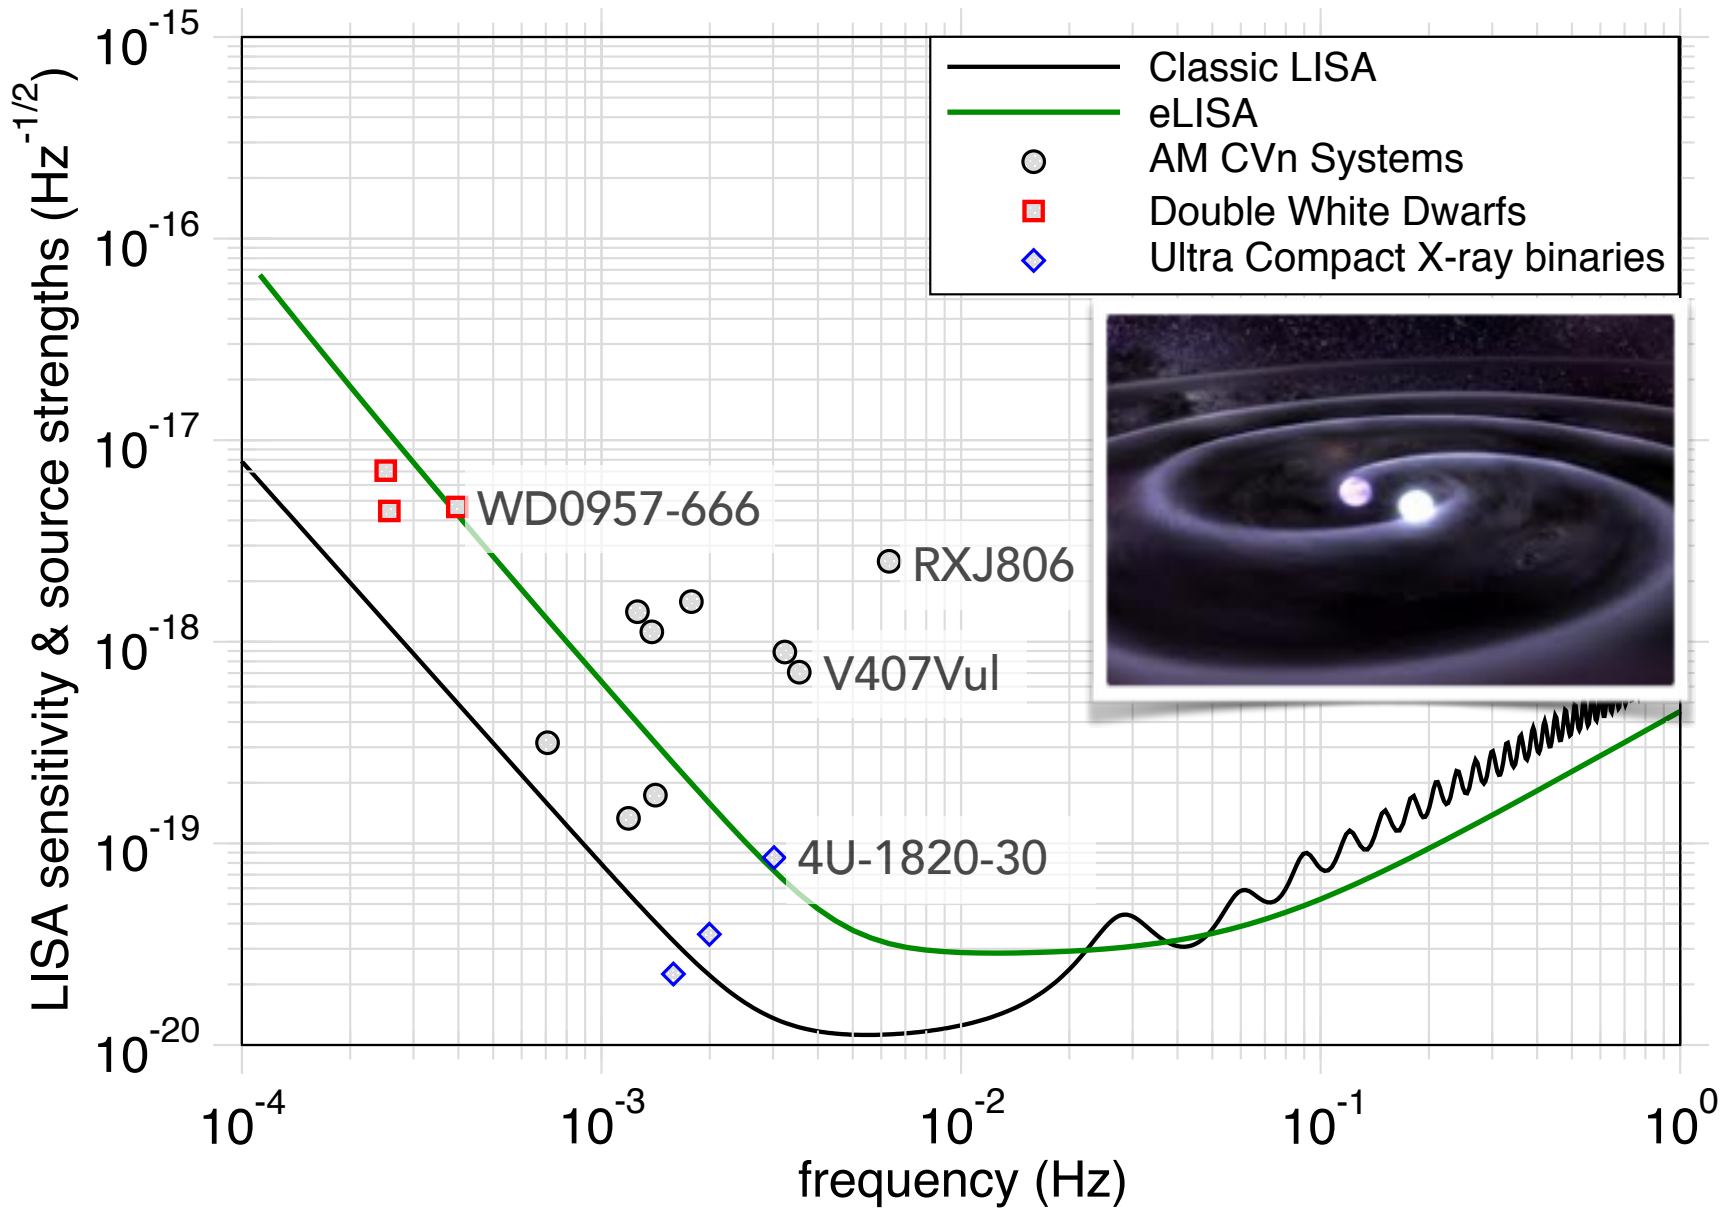 10^-15
10^-16
10^-17
10^-18
10^-19
10^-20
LISA sensitivity & source strengths (Hz^-1/2)
Classic LISA
eLISA
AM CVn Systems
Double White Dwarfs
Ultra Compact X-ray binaries
WD0957-666
RXJ806
V407Vul
4U-1820-30
10^-4 10^-3 10^-2 10^-1 10^0
frequency (Hz)